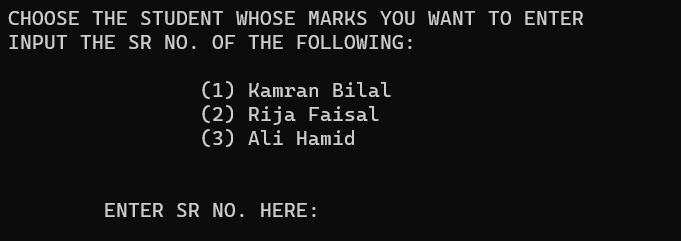 CHOOSE THE STUDENT WHOSE MARKS YOU WANT TO ENTER
INPUT THE SR NO. OF THE FOLLOWING:
(1) Kamran Bilal
(2) Rija Faisal
(3) Ali Hamid
ENTER SR NO. HERE: